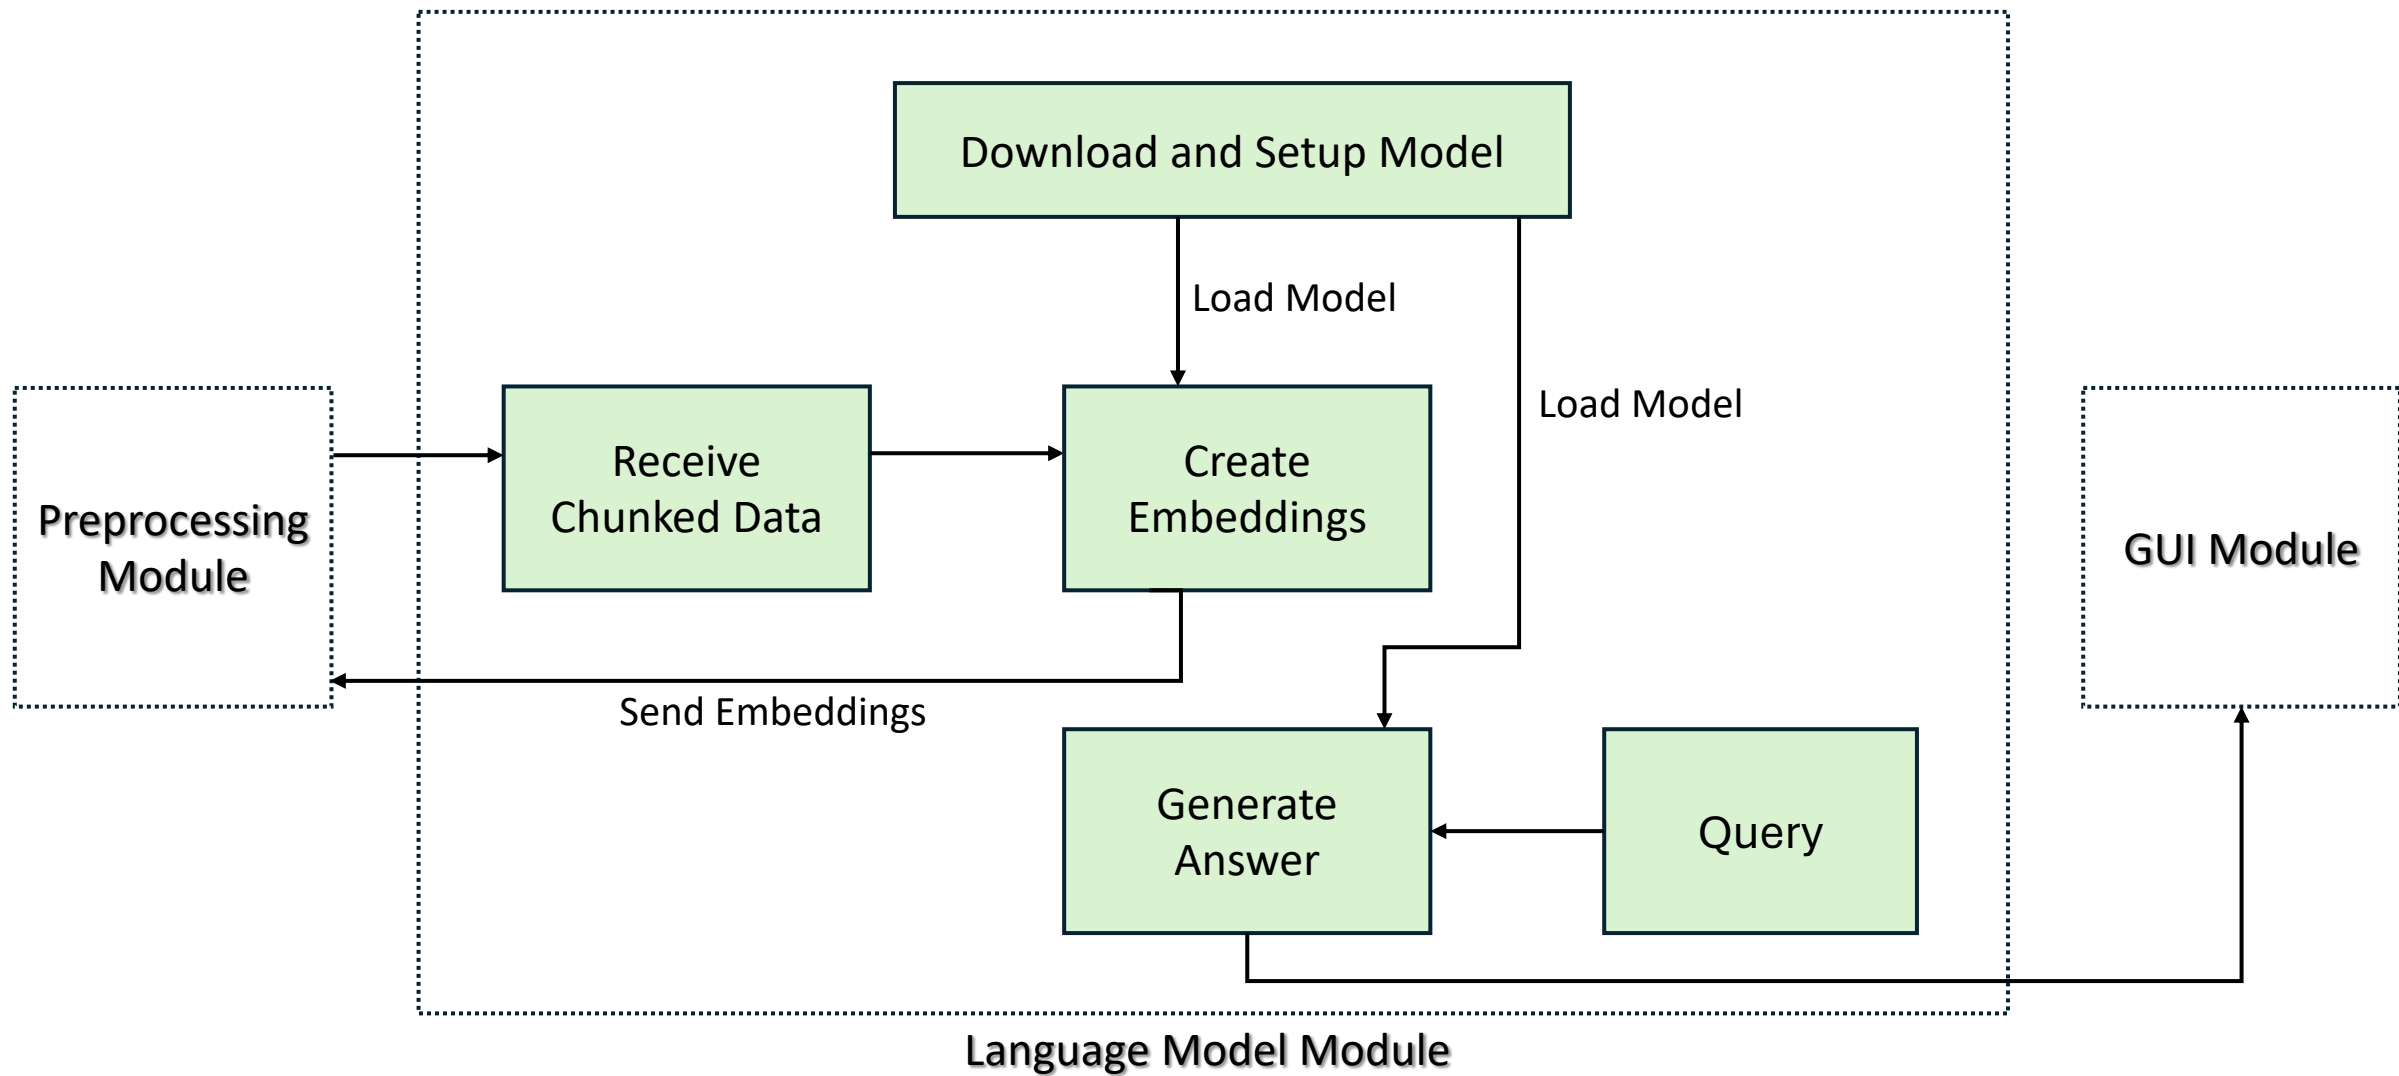 Download and Setup Model
Load Model
Load Model
Preprocessing
Module
Receive
Chunked Data
Create
Embeddings
GUI Module
Send Embeddings
Generate
Answer
Query
Language Model Module